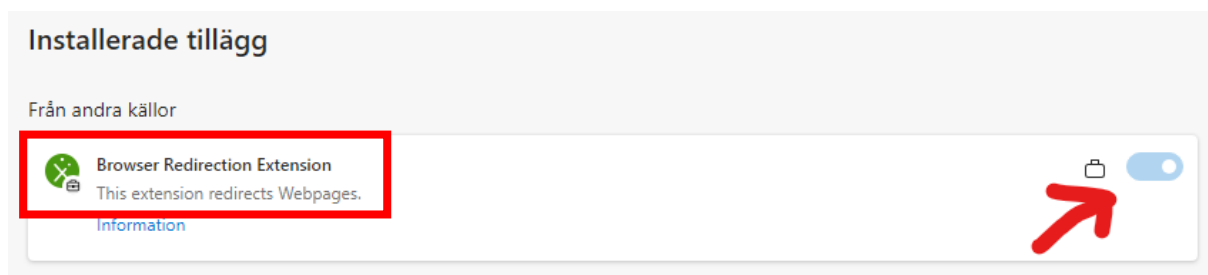 Installerade tillägg
Från andra källor
Browser Redirection Extension
This extension redirects Webpages.
Information